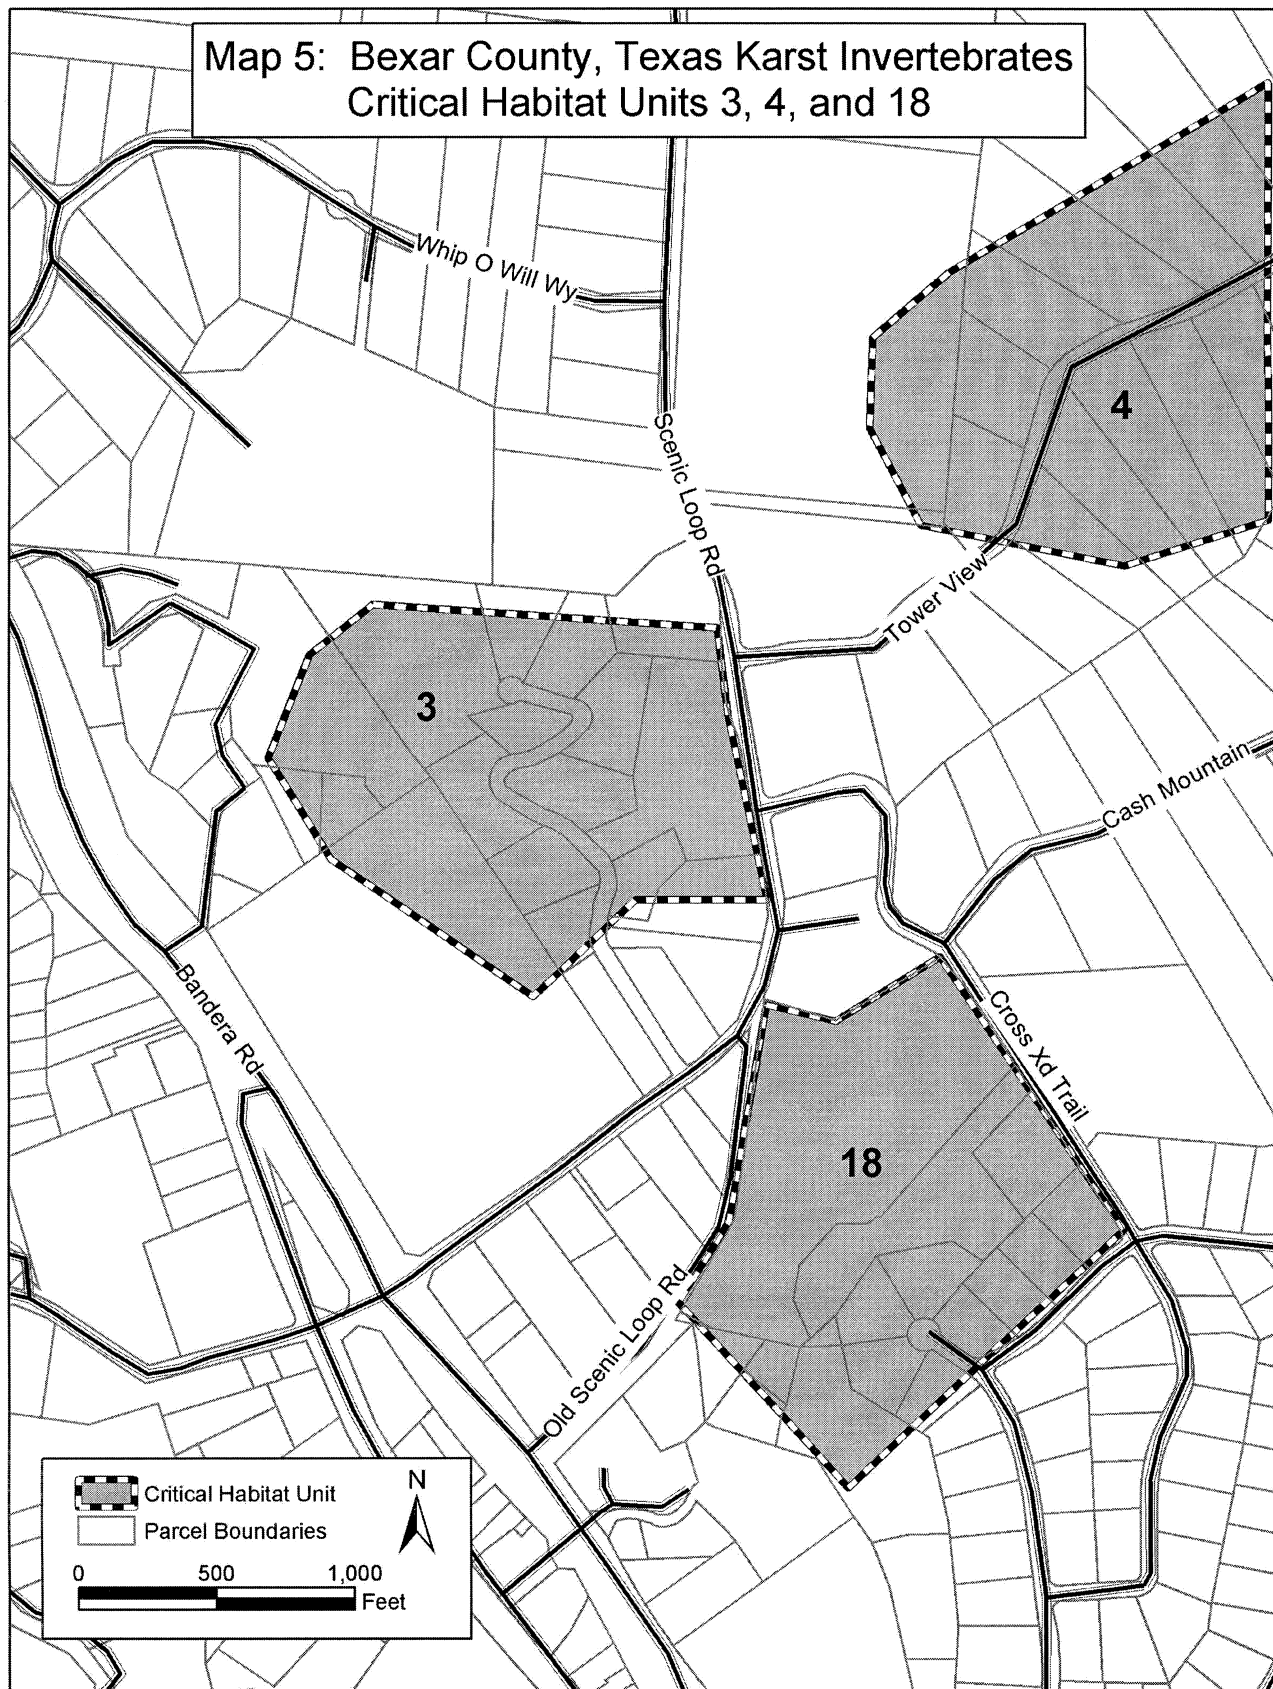 Map 5: Bexar County, Texas Karst Invertebrates
Critical Habitat Units 3, 4, and 18
Whip O Will Wy
4
Scenic Loop Rd
Tower View
3
Cash Mountain
Bandera Rd
Cross Xd Trail
18
Old Scenic Loop Rd
N
Critical Habitat Unit
Parcel Boundaries
0 500 1,000
Feet